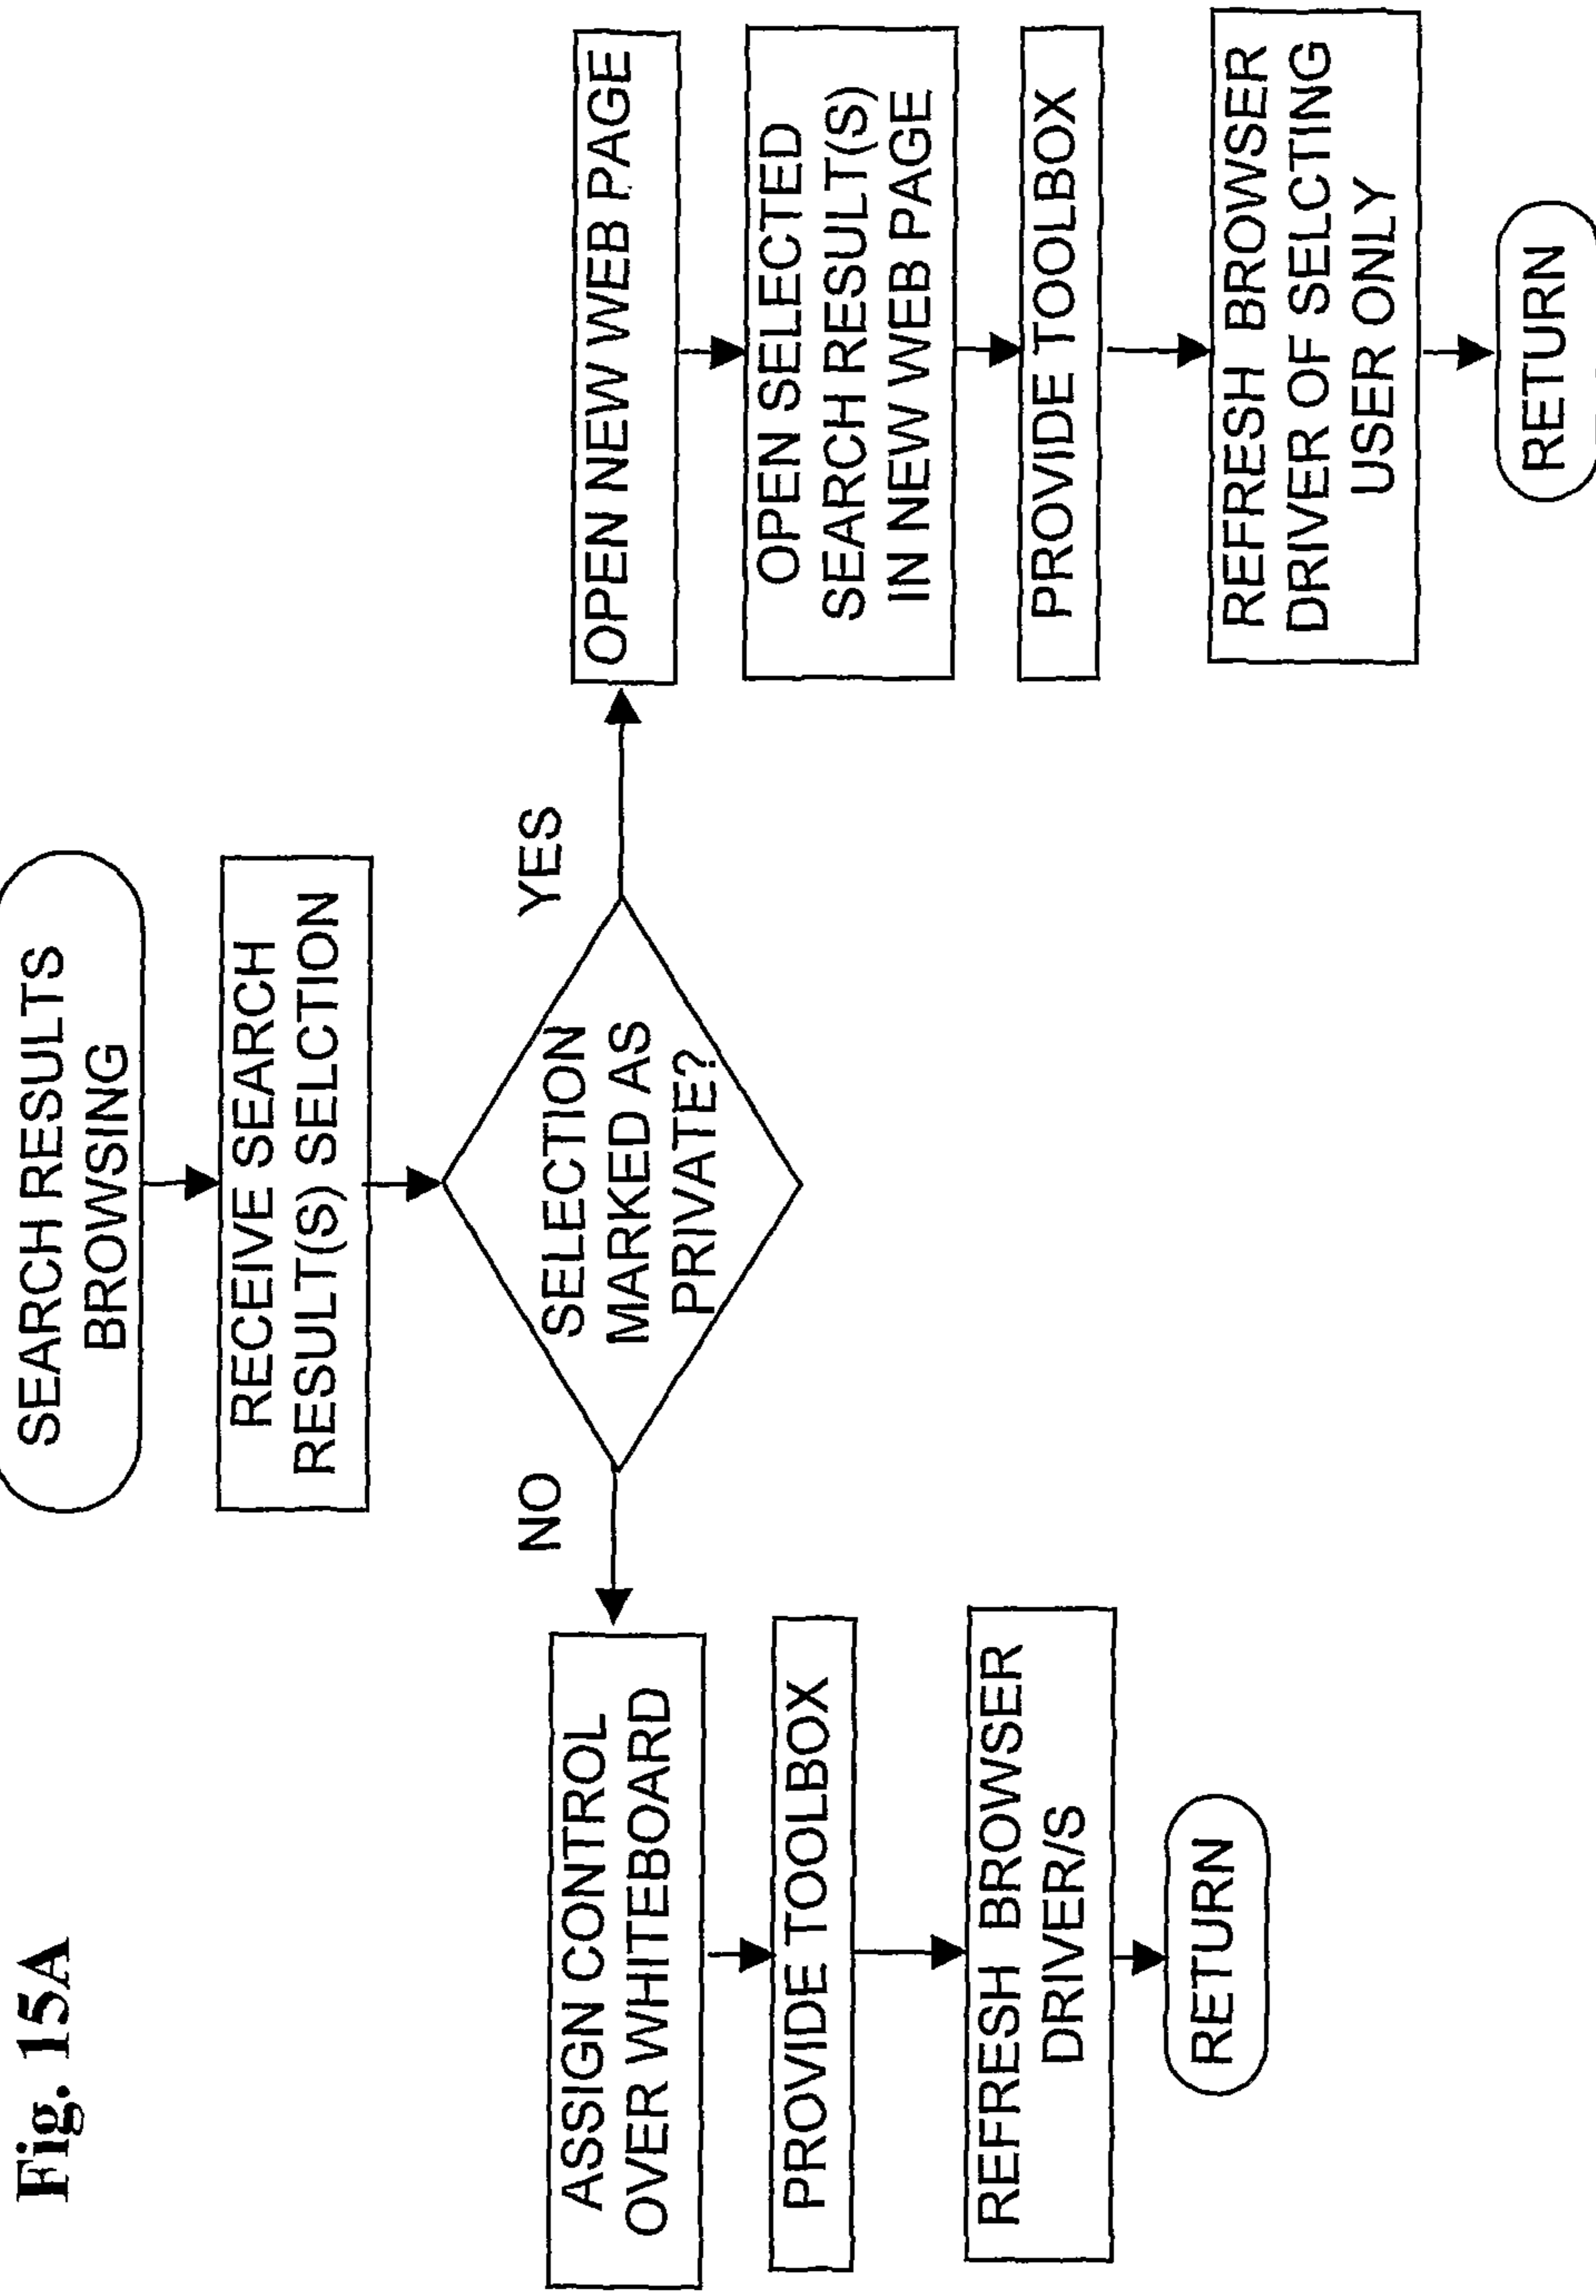 Fig. 15A
SEARCH RESULTS
BROWSING
RECEIVE SEARCH
RESULT(S) SELCTION
SELECTION
MARKED AS
PRIVATE?
NO
YES
ASSIGN CONTROL
OVER WHITEBOARD
PROVIDE TOOLBOX
REFRESH BROWSER
DRIVER/S
RETURN
OPEN NEW WEB PAGE
OPEN SELECTED
SEARCH RESULT(S)
IN NEW WEB PAGE
PROVIDE TOOLBOX
REFRESH BROWSER
DRIVER OF SELCTING
USER ONLY
RETURN